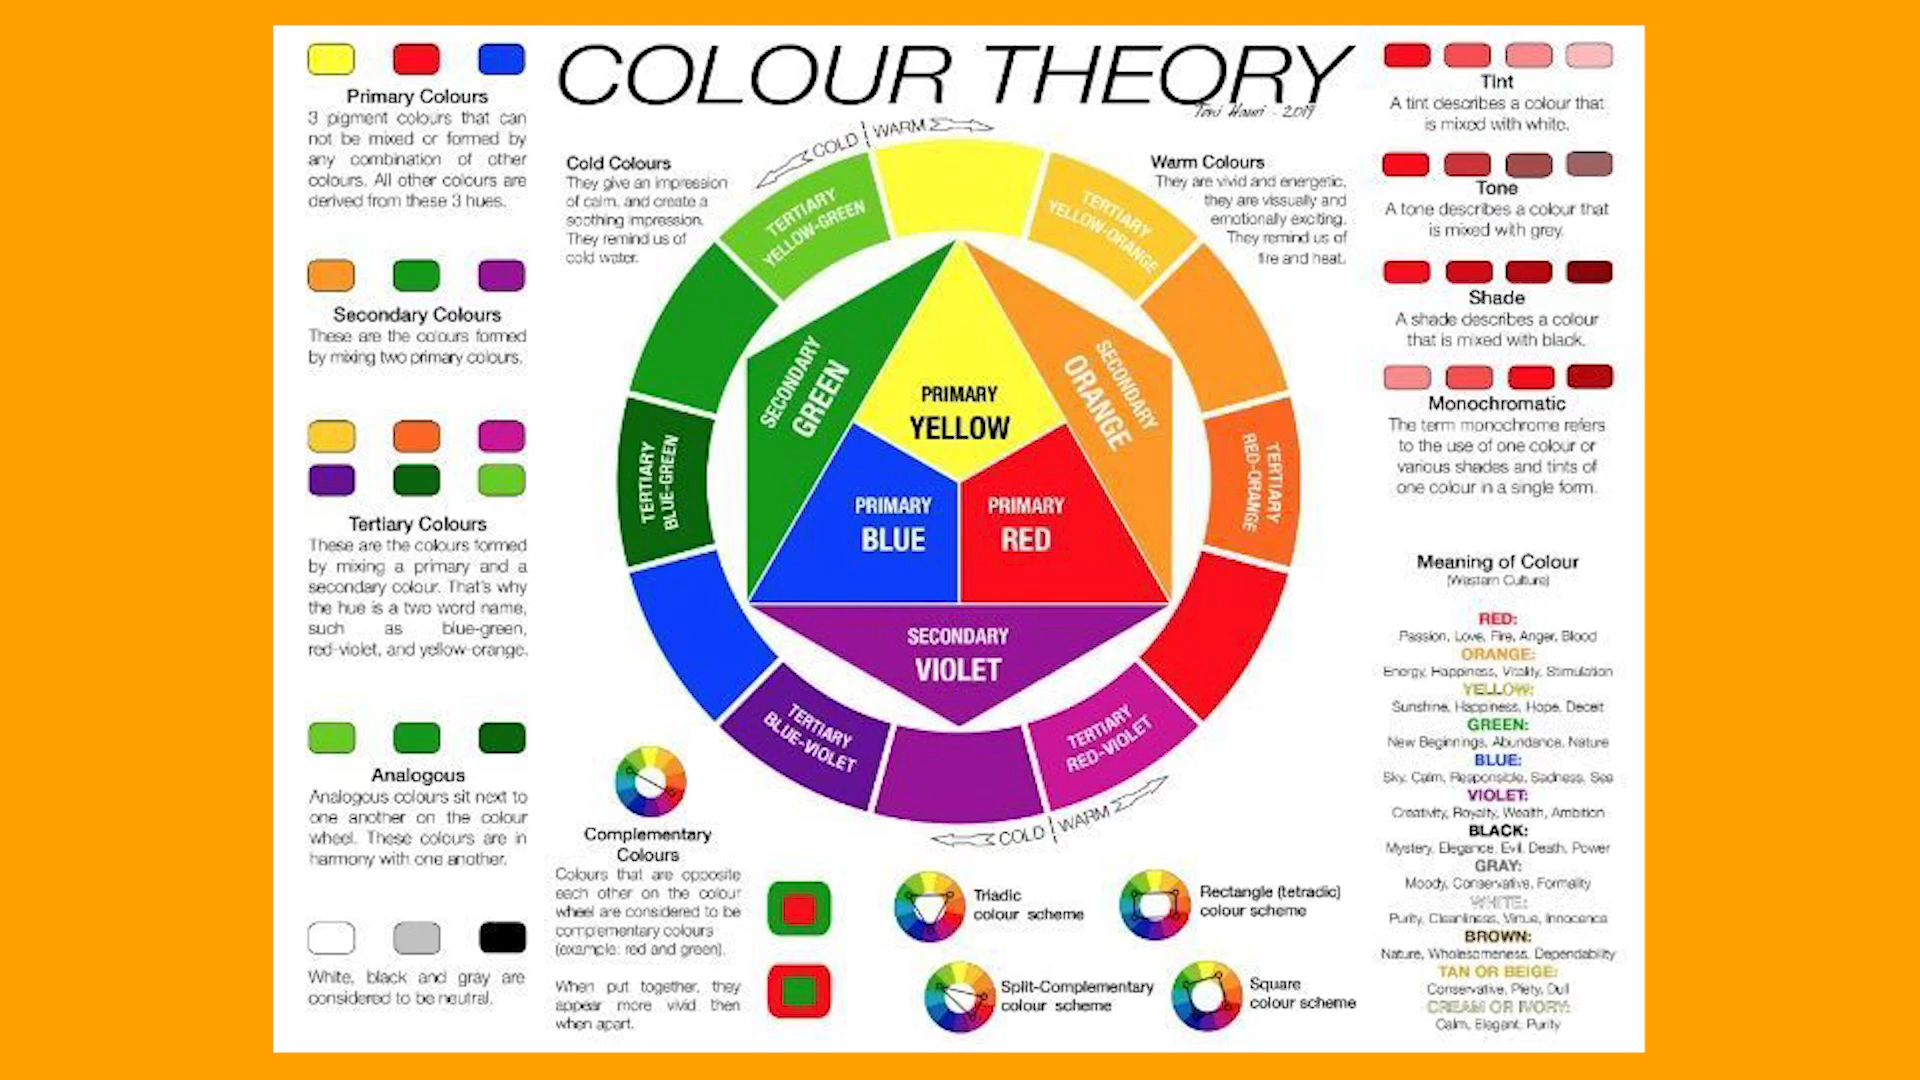 COLOUR THEORY
Toni Hauri - 2019
Primary Colours
3 pigment colours that can
not be mixed or formed by
any combination of other
colours. All other colours are
derived from these 3 hues.
Secondary Colours
These are the colours formed
by mixing two primary colours.
Tertiary Colours
These are the colours formed
by mixing a primary and a
secondary colour. That's why
the hue is a two word name,
such as blue-green,
red-violet, and yellow-orange.
Analogous
Analogous colours sit next to
one another on the colour
wheel. These colours are in
harmony with one another.
White, black and gray are
considered to be neutral.
Cold Colours
They give an impression
of calm, and create a
soothing impression.
They remind us of
cold water.
COLD | WARM
Warm Colours
They are vivid and energetic,
they are vissually and
emotionally exciting.
They remind us of
fire and heat.
TERTIARY
YELLOW-GREEN
TERTIARY
YELLOW-ORANGE
SECONDARY
GREEN
SECONDARY
ORANGE
PRIMARY
YELLOW
TERTIARY
BLUE-GREEN
TERTIARY
RED-ORANGE
PRIMARY
BLUE
PRIMARY
RED
SECONDARY
VIOLET
TERTIARY
BLUE-VIOLET
TERTIARY
RED-VIOLET
COLD | WARM
Complementary
Colours
Colours that are opposite
each other on the colour
wheel are considered to be
complementary colours
(example: red and green).
When put together, they
appear more vivid then
when apart.
Triadic
colour scheme
Rectangle (tetradic)
colour scheme
Split-Complementary
colour scheme
Square
colour scheme
Tint
A tint describes a colour that
is mixed with white.
Tone
A tone describes a colour that
is mixed with grey.
Shade
A shade describes a colour
that is mixed with black.
Monochromatic
The term monochrome refers
to the use of one colour or
various shades and tints of
one colour in a single form.
Meaning of Colour
(Western Culture)
RED:
Passion, Love, Fire, Anger, Blood
ORANGE:
Energy, Happiness, Vitality, Stimulation
YELLOW:
Sunshine, Happiness, Hope, Deceit
GREEN:
New Beginnings, Abundance, Nature
BLUE:
Sky, Calm, Responsible, Sadness, Sea
VIOLET:
Creativity, Royalty, Wealth, Ambition
BLACK:
Mystery, Elegance, Evil, Death, Power
GRAY:
Moody, Conservative, Formality
WHITE:
Purity, Cleanliness, Virtue, Innocence
BROWN:
Nature, Wholesomeness, Dependability
TAN OR BEIGE:
Conservative, Piety, Dull
CREAM OR IVORY:
Calm, Elegant, Purity